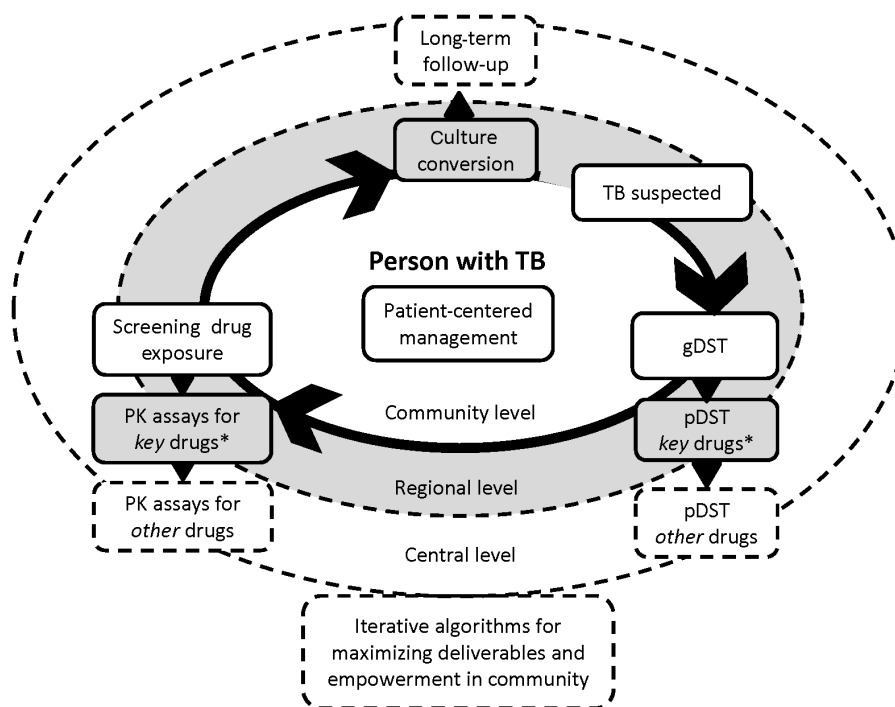 Long-term
follow-up
Culture
conversion
TB suspected
Person with TB
Patient-centered
management
Screening drug
exposure
gDST
PK assays for
key drugs*
Community level
pDST
key drugs*
Regional level
PK assays for
other drugs
pDST
other drugs
Central level
Iterative algorithms for
maximizing deliverables and
empowerment in community